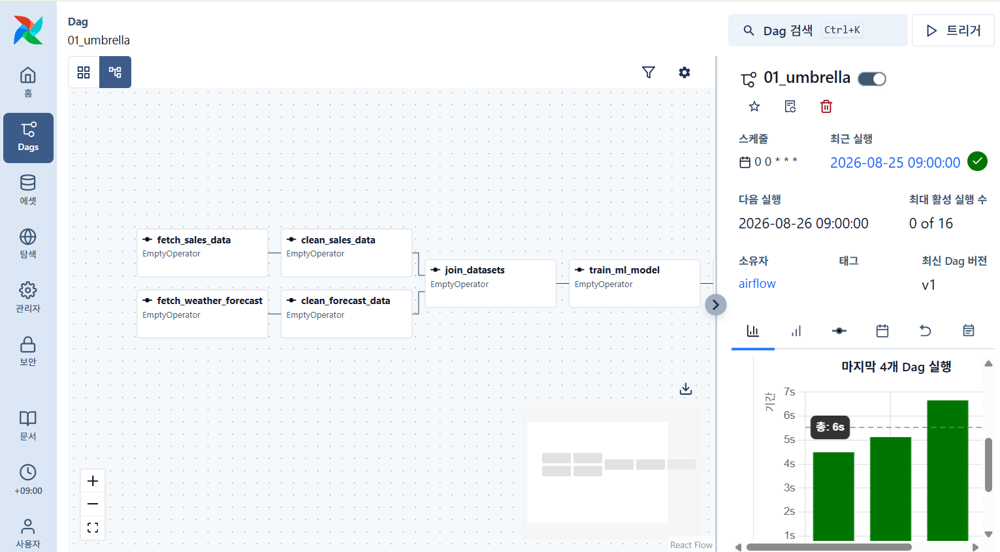 Dag
01_umbrella
Dag 검색 Ctrl+K
트리거
홈
Dags
에셋
탐색
관리자
보안
문서
+09:00
사용자
fetch_sales_data
EmptyOperator
clean_sales_data
EmptyOperator
fetch_weather_forecast
EmptyOperator
clean_forecast_data
EmptyOperator
join_datasets
EmptyOperator
train_ml_model
EmptyOperator
React Flow
01_umbrella
스케줄
0 0 * * *
최근 실행
2026-08-25 09:00:00
다음 실행
2026-08-26 09:00:00
최대 활성 실행 수
0 of 16
소유자
airflow
태그
최신 Dag 버전
v1
마지막 4개 Dag 실행
기간
7s
6s
5s
4s
3s
2s
1s
총: 6s